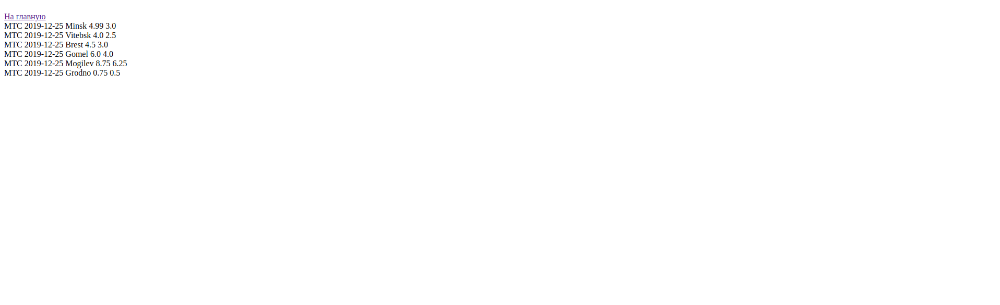 На главную
МТС 2019-12-25 Minsk 4.99 3.0
МТС 2019-12-25 Vitebsk 4.0 2.5
МТС 2019-12-25 Brest 4.5 3.0
МТС 2019-12-25 Gomel 6.0 4.0
МТС 2019-12-25 Mogilev 8.75 6.25
МТС 2019-12-25 Grodno 0.75 0.5